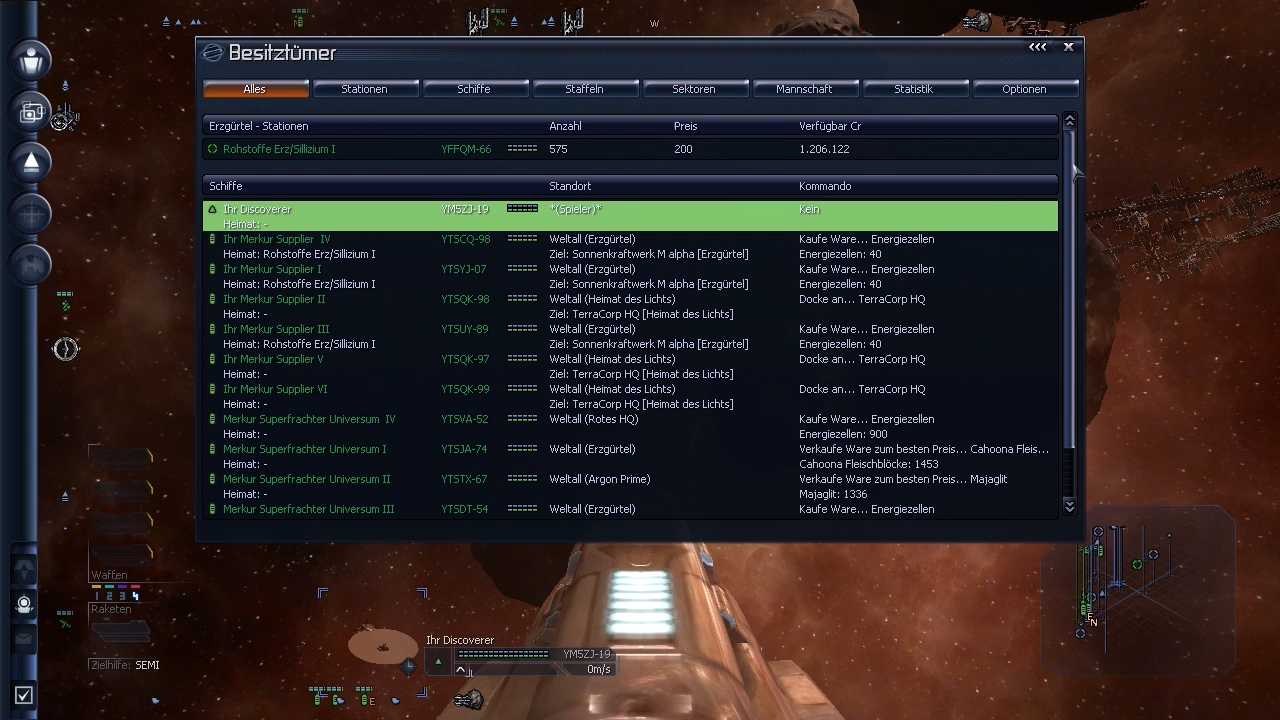 W
Besitztümer
Alles Stationen Schiffe Staffeln Sektoren Mannschaft Statistik Optionen
Erzgürtel - Stationen Anzahl Preis Verfügbar Cr
Rohstoffe Erz/Sillizium I YFFQM-66 575 200 1.206.122
Schiffe Standort Kommando
Ihr Discoverer YM5ZJ-19 *(Spieler)* Kein
Heimat: -
Ihr Merkur Supplier IV YTSCQ-98 Weltall (Erzgürtel) Kaufe Ware... Energiezellen
Heimat: Rohstoffe Erz/Sillizium I Ziel: Sonnenkraftwerk M alpha [Erzgürtel] Energiezellen: 40
Ihr Merkur Supplier I YTSYJ-07 Weltall (Erzgürtel) Kaufe Ware... Energiezellen
Heimat: Rohstoffe Erz/Sillizium I Ziel: Sonnenkraftwerk M alpha [Erzgürtel] Energiezellen: 40
Ihr Merkur Supplier II YTSQK-98 Weltall (Heimat des Lichts) Docke an... TerraCorp HQ
Heimat: - Ziel: TerraCorp HQ [Heimat des Lichts]
Ihr Merkur Supplier III YTSUY-89 Weltall (Erzgürtel) Kaufe Ware... Energiezellen
Heimat: Rohstoffe Erz/Sillizium I Ziel: Sonnenkraftwerk M alpha [Erzgürtel] Energiezellen: 40
Ihr Merkur Supplier V YTSQK-97 Weltall (Heimat des Lichts) Docke an... TerraCorp HQ
Heimat: - Ziel: TerraCorp HQ [Heimat des Lichts]
Ihr Merkur Supplier VI YTSQK-99 Weltall (Heimat des Lichts) Docke an... TerraCorp HQ
Heimat: - Ziel: TerraCorp HQ [Heimat des Lichts]
Merkur Superfrachter Universum IV YTSVA-52 Weltall (Rotes HQ) Kaufe Ware... Energiezellen
Heimat: - Energiezellen: 900
Merkur Superfrachter Universum I YTSJA-74 Weltall (Erzgürtel) Verkaufe Ware zum besten Preis... Cahoona Fleis...
Heimat: - Cahoona Fleischblöcke: 1453
Merkur Superfrachter Universum II YTSTX-67 Weltall (Argon Prime) Verkaufe Ware zum besten Preis... Majaglit
Heimat: - Majaglit: 1336
Merkur Superfrachter Universum III YTSDT-54 Weltall (Erzgürtel) Kaufe Ware... Energiezellen
Waffen
1 2 3 4
Raketen
Zielhilfe: SEMI
Ihr Discoverer
YM5ZJ-19
0m/s
E
N